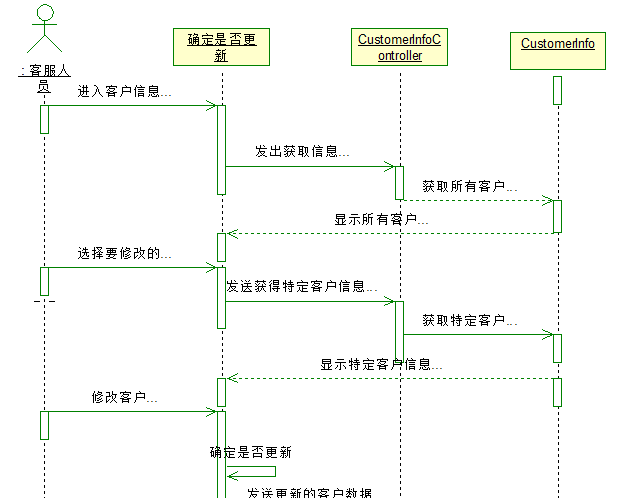 : 客服人
员
确定是否更
新
CustomerInfoC
ontroller
CustomerInfo
进入客户信息...
发出获取信息...
获取所有客户...
显示所有客户...
选择要修改的...
发送获得特定客户信息...
获取特定客户...
显示特定客户信息...
修改客户...
确定是否更新
发送更新的客户数据